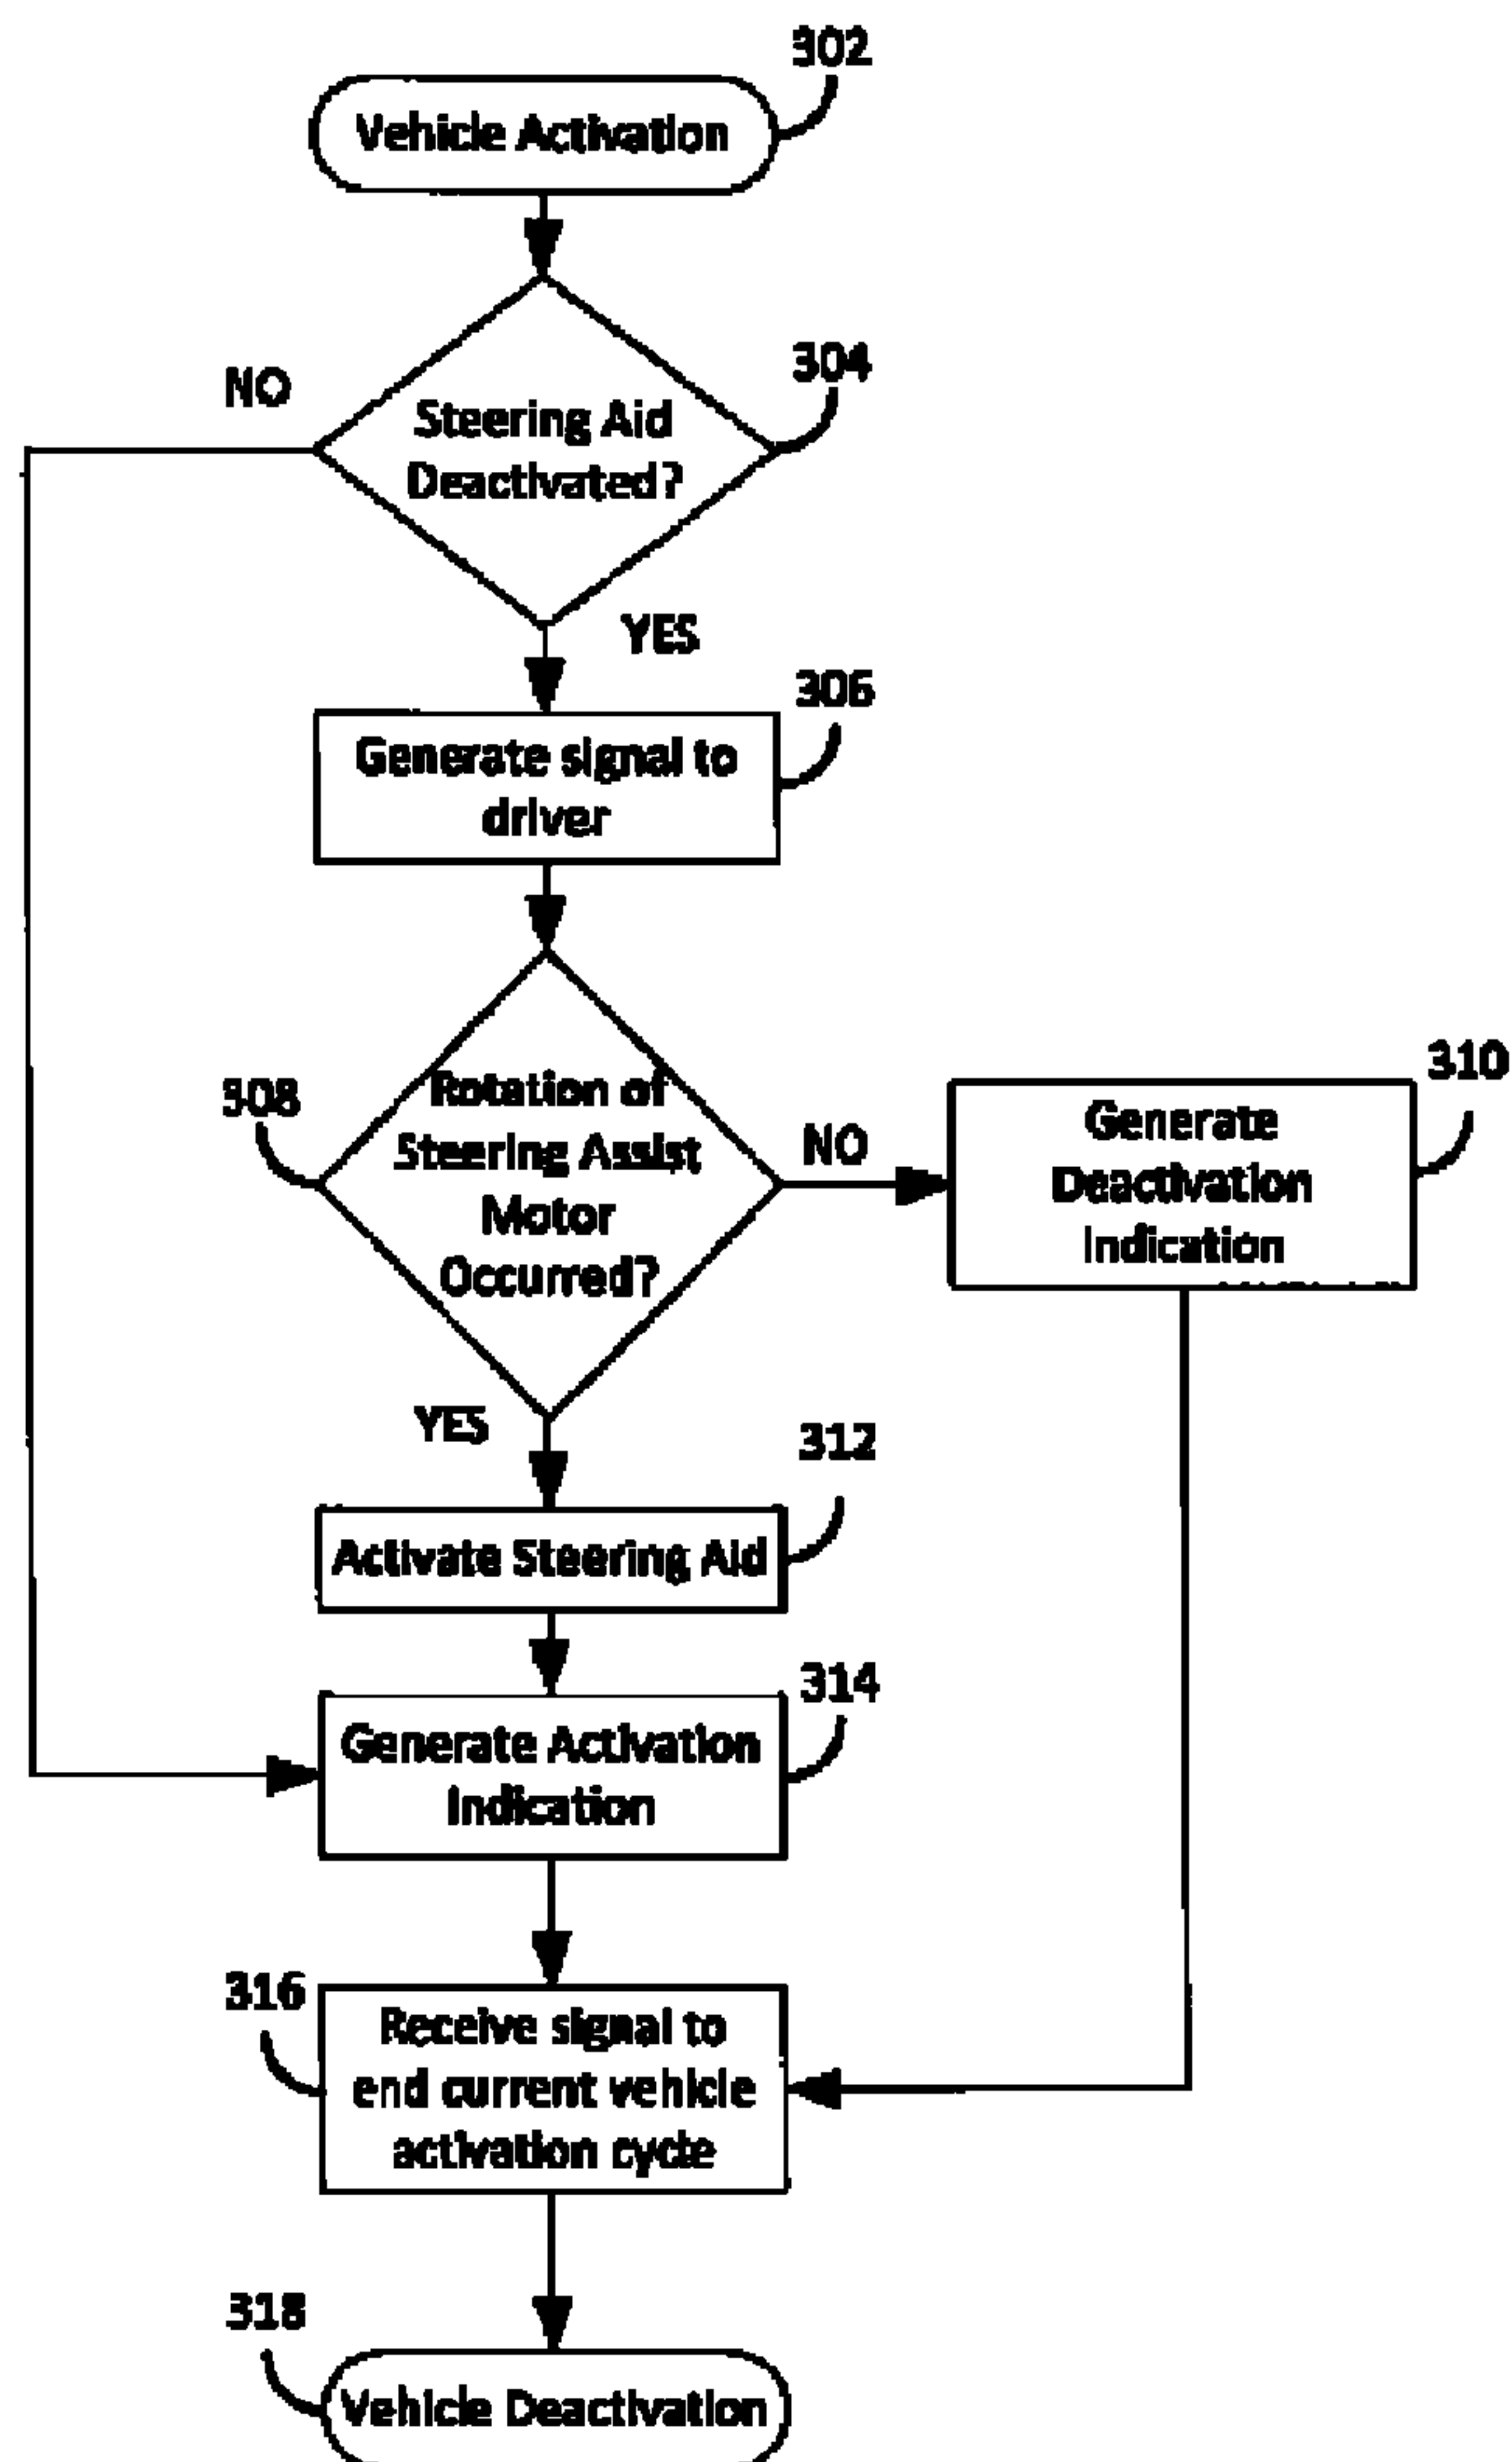 302
Vehicle Activation
304
NO
Steering Aid
Deactivated?
YES
306
Generate signal to
driver
308
Rotation of
Steering Assist
Motor
Occurred?
NO
310
Generate
Deactivation
Indication
YES
312
Activate Steering Aid
314
Generate Activation
Indication
316
Receive signal to
end current vehicle
activation cycle
318
Vehicle Deactivation